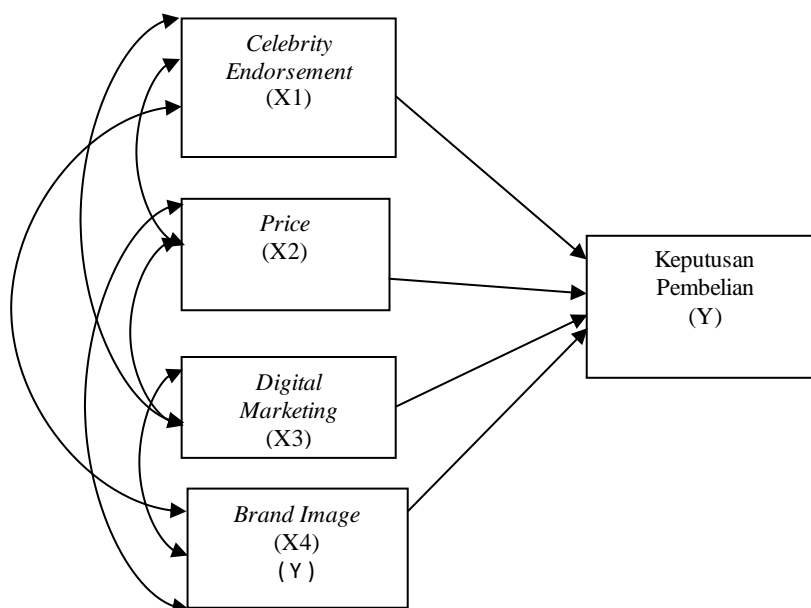 Celebrity
Endorsement
(X1)
Price
(X2)
Digital
Marketing
(X3)
Brand Image
(X4)
( Y )
Keputusan
Pembelian
(Y)